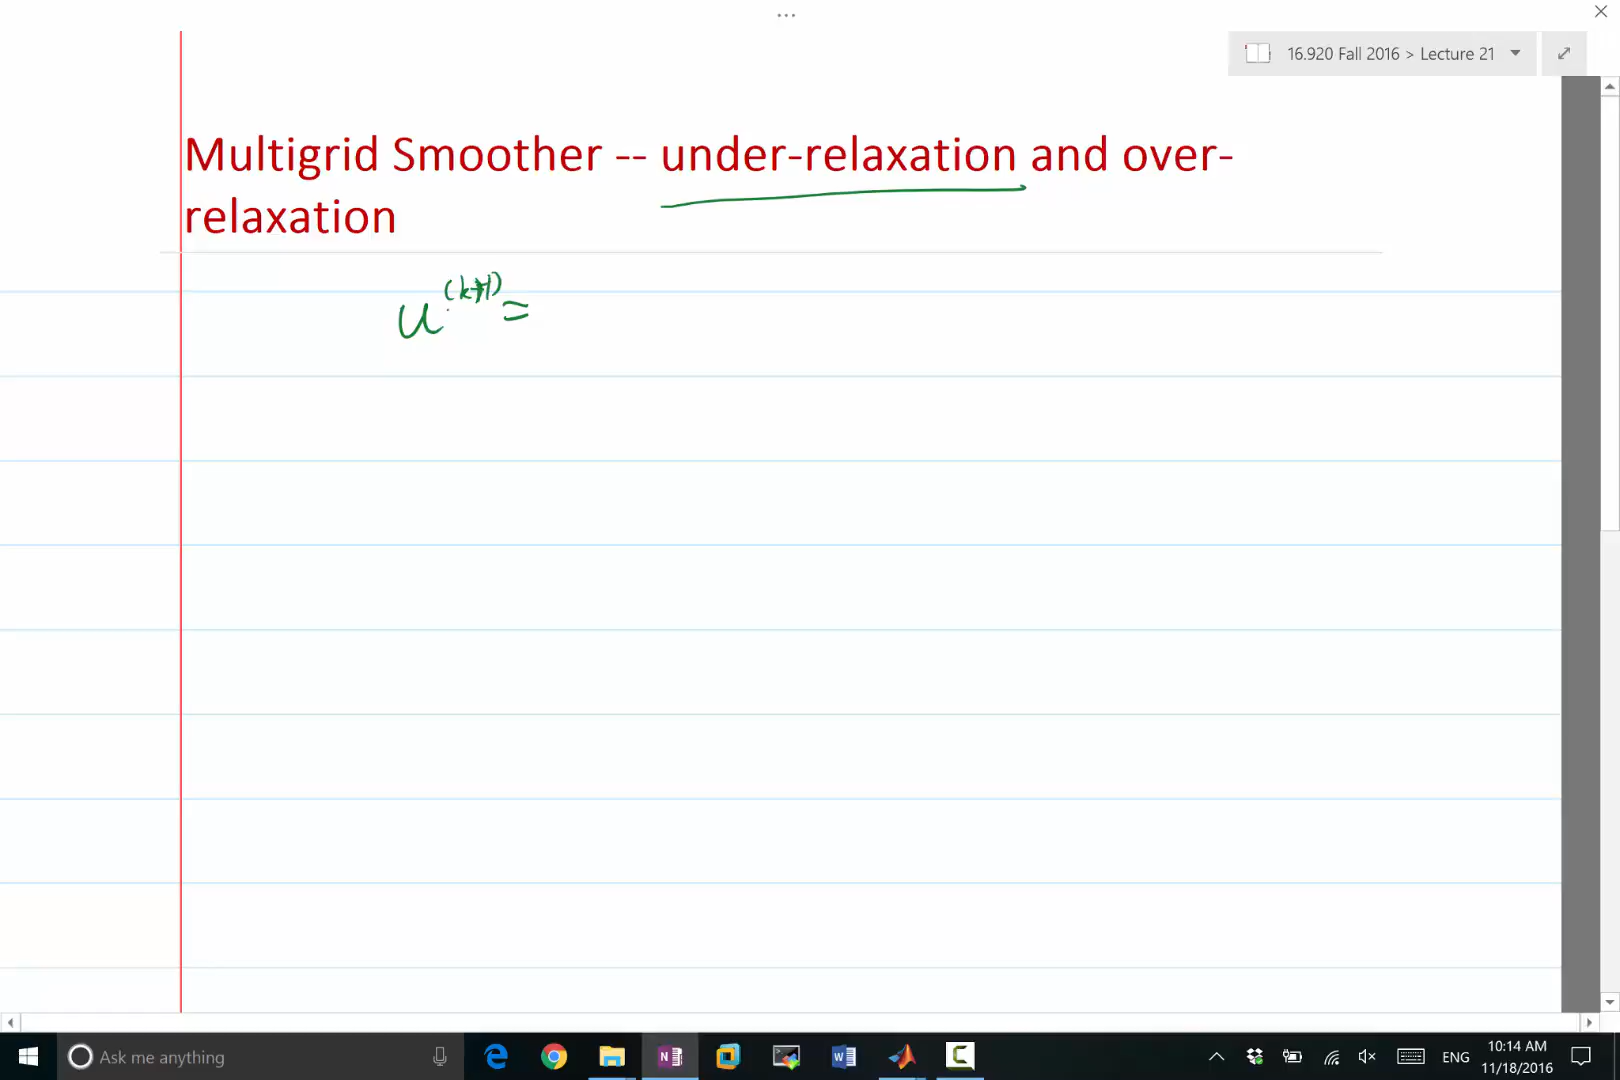 16.920 Fall 2016 > Lecture 21
Multigrid Smoother -- under-relaxation and over-
relaxation
u^(k+1) =
Ask me anything
ENG
10:14 AM
11/18/2016